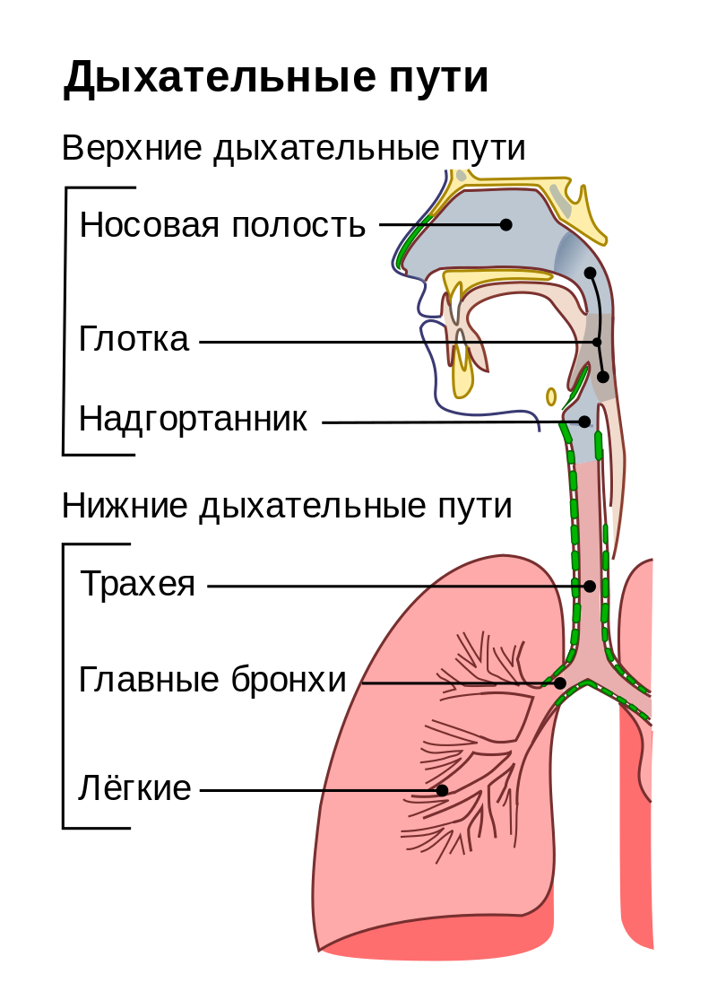 Дыхательные пути
Верхние дыхательные пути
Носовая полость
Глотка
Надгортанник
Нижние дыхательные пути
Трахея
Главные бронхи
Лёгкие